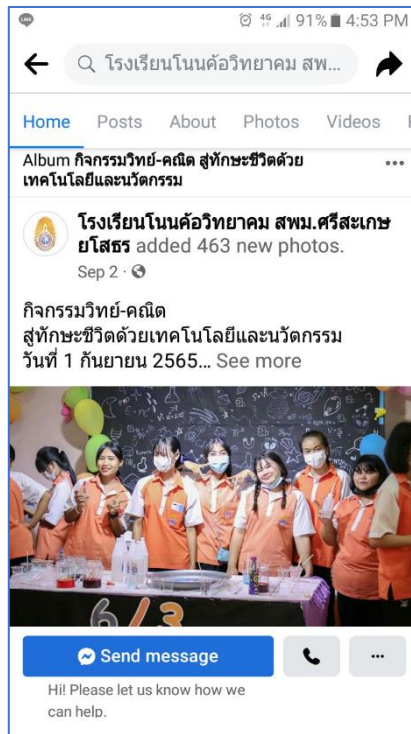 LINE
4G 91% 4:53 PM
โรงเรียนโนนค้อวิทยาคม สพ...
Home Posts About Photos Videos
Album กิจกรรมวิทย์-คณิต สู่ทักษะชีวิตด้วย
เทคโนโลยีและนวัตกรรม
โรงเรียนโนนค้อวิทยาคม สพม.ศรีสะเกษ
ยโสธร added 463 new photos.
Sep 2 ·
กิจกรรมวิทย์-คณิต
สู่ทักษะชีวิตด้วยเทคโนโลยีและนวัตกรรม
วันที่ 1 กันยายน 2565... See more
6/3
Send message
Hi! Please let us know how we
can help.